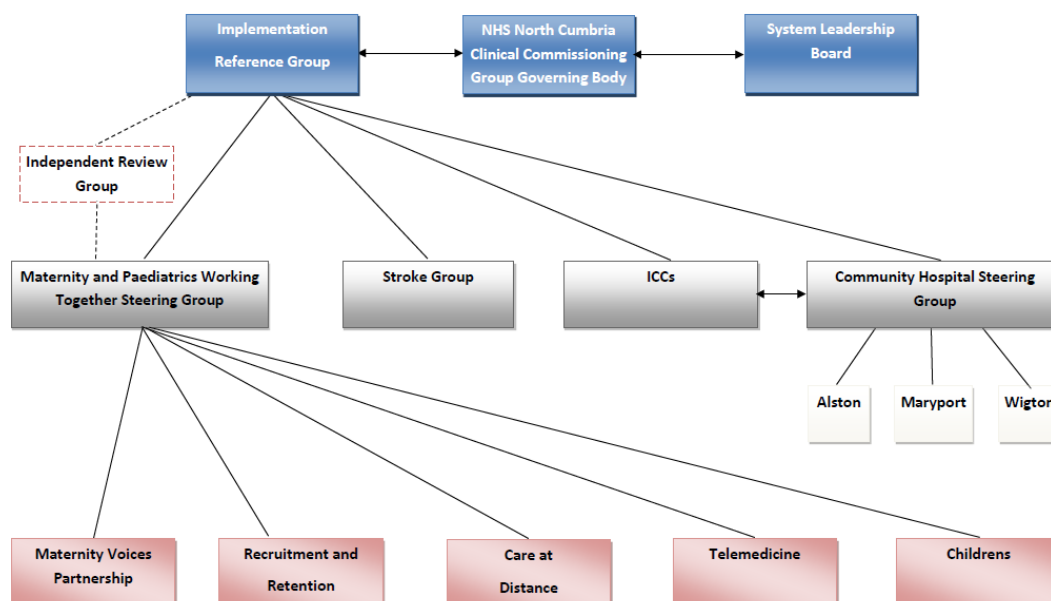 Implementation
Reference Group
NHS North Cumbria
Clinical Commissioning
Group Governing Body
System Leadership
Board
Independent Review
Group
Maternity and Paediatrics Working
Together Steering Group
Stroke Group
ICCs
Community Hospital Steering
Group
Alston
Maryport
Wigton
Maternity Voices
Partnership
Recruitment and
Retention
Care at
Distance
Telemedicine
Childrens